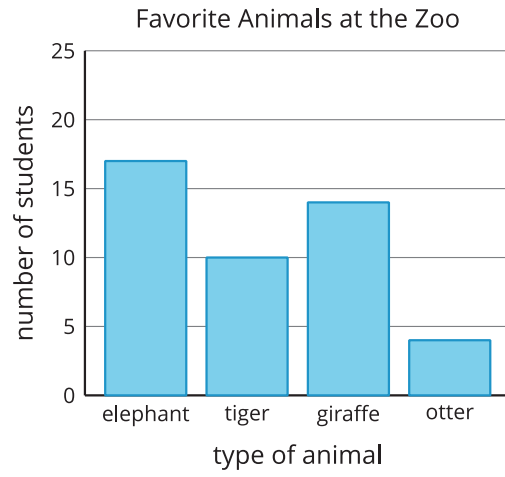 Favorite Animals at the Zoo
number of students
25
20
15
10
5
0
elephant tiger giraffe otter
type of animal